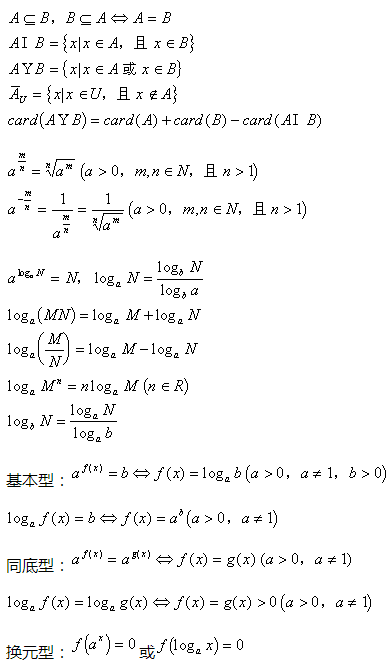 A ⊆ B，B ⊆ A ⇔ A = B
A I B = {x|x ∈ A，且 x ∈ B}
A Y B = {x|x ∈ A 或 x ∈ B}
A̅_U = {x|x ∈ U，且 x ∉ A}
card(A Y B) = card(A) + card(B) − card(A I B)
a^(m/n) = ⁿ√(a^m) (a > 0，m, n ∈ N，且 n > 1)
a^(−m/n) = 1/a^(m/n) = 1/ⁿ√(a^m) (a > 0，m, n ∈ N，且 n > 1)
a^(log_a N) = N，log_a N = log_b N / log_b a
log_a(MN) = log_a M + log_a N
log_a(M/N) = log_a M − log_a N
log_a M^n = n log_a M (n ∈ R)
log_b N = log_a N / log_a b
基本型：a^(f(x)) = b ⇔ f(x) = log_a b (a > 0，a ≠ 1，b > 0)
log_a f(x) = b ⇔ f(x) = a^b (a > 0，a ≠ 1)
同底型：a^(f(x)) = a^(g(x)) ⇔ f(x) = g(x) (a > 0，a ≠ 1)
log_a f(x) = log_a g(x) ⇔ f(x) = g(x) > 0 (a > 0，a ≠ 1)
换元型：f(a^x) = 0 或 f(log_a x) = 0